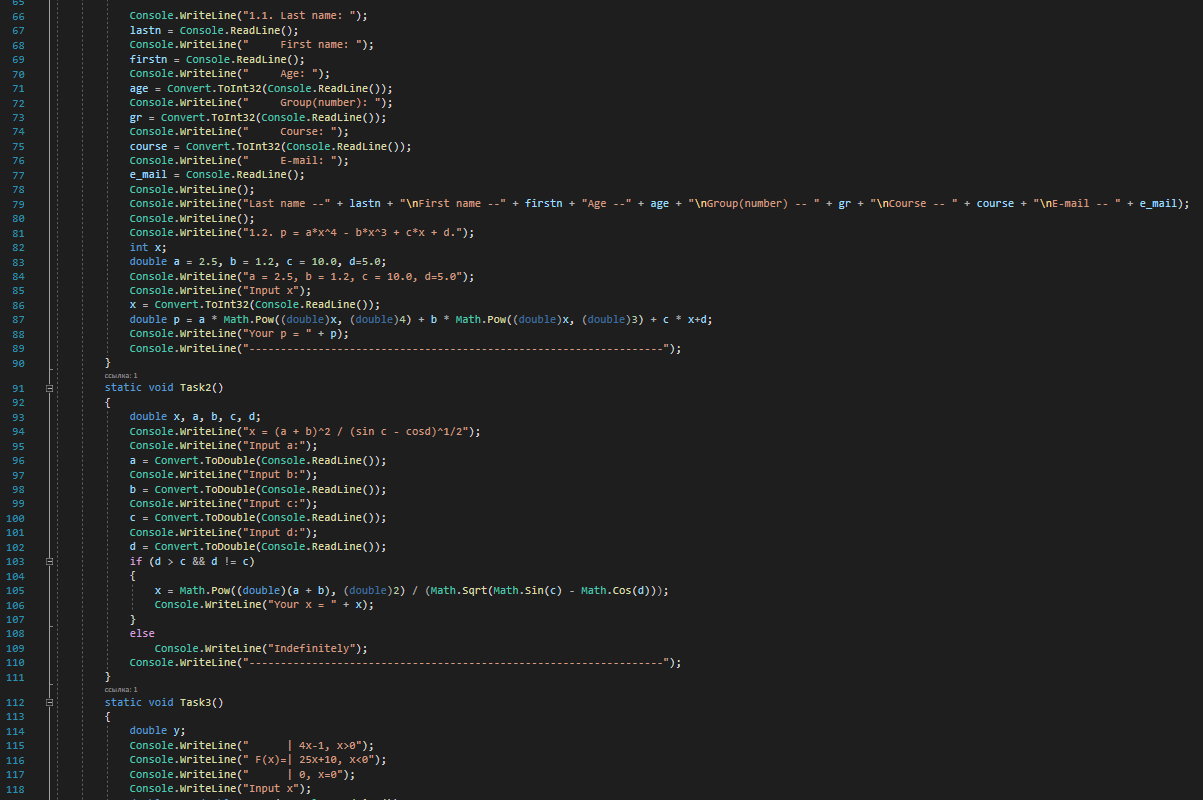 65
66 Console.WriteLine("1.1. Last name: ");
67 lastn = Console.ReadLine();
68 Console.WriteLine("     First name: ");
69 firstn = Console.ReadLine();
70 Console.WriteLine("     Age: ");
71 age = Convert.ToInt32(Console.ReadLine());
72 Console.WriteLine("     Group(number): ");
73 gr = Convert.ToInt32(Console.ReadLine());
74 Console.WriteLine("     Course: ");
75 course = Convert.ToInt32(Console.ReadLine());
76 Console.WriteLine("     E-mail: ");
77 e_mail = Console.ReadLine();
78 Console.WriteLine();
79 Console.WriteLine("Last name --" + lastn + "\nFirst name --" + firstn + "Age --" + age + "\nGroup(number) -- " + gr + "\nCourse -- " + course + "\nE-mail -- " + e_mail);
80 Console.WriteLine();
81 Console.WriteLine("1.2. p = a*x^4 - b*x^3 + c*x + d.");
82 int x;
83 double a = 2.5, b = 1.2, c = 10.0, d=5.0;
84 Console.WriteLine("a = 2.5, b = 1.2, c = 10.0, d=5.0");
85 Console.WriteLine("Input x");
86 x = Convert.ToInt32(Console.ReadLine());
87 double p = a * Math.Pow((double)x, (double)4) + b * Math.Pow((double)x, (double)3) + c * x+d;
88 Console.WriteLine("Your p = " + p);
89 Console.WriteLine("------------------------------------------------------------------");
90 }
ссылка: 1
91 static void Task2()
92 {
93 double x, a, b, c, d;
94 Console.WriteLine("x = (a + b)^2 / (sin c - cosd)^1/2");
95 Console.WriteLine("Input a:");
96 a = Convert.ToDouble(Console.ReadLine());
97 Console.WriteLine("Input b:");
98 b = Convert.ToDouble(Console.ReadLine());
99 Console.WriteLine("Input c:");
100 c = Convert.ToDouble(Console.ReadLine());
101 Console.WriteLine("Input d:");
102 d = Convert.ToDouble(Console.ReadLine());
103 if (d > c && d != c)
104 {
105 x = Math.Pow((double)(a + b), (double)2) / (Math.Sqrt(Math.Sin(c) - Math.Cos(d)));
106 Console.WriteLine("Your x = " + x);
107 }
108 else
109 Console.WriteLine("Indefinitely");
110 Console.WriteLine("------------------------------------------------------------------");
111 }
ссылка: 1
112 static void Task3()
113 {
114 double y;
115 Console.WriteLine("      | 4x-1, x>0");
116 Console.WriteLine(" F(x)=| 25x+10, x<0");
117 Console.WriteLine("      | 0, x=0");
118 Console.WriteLine("Input x");